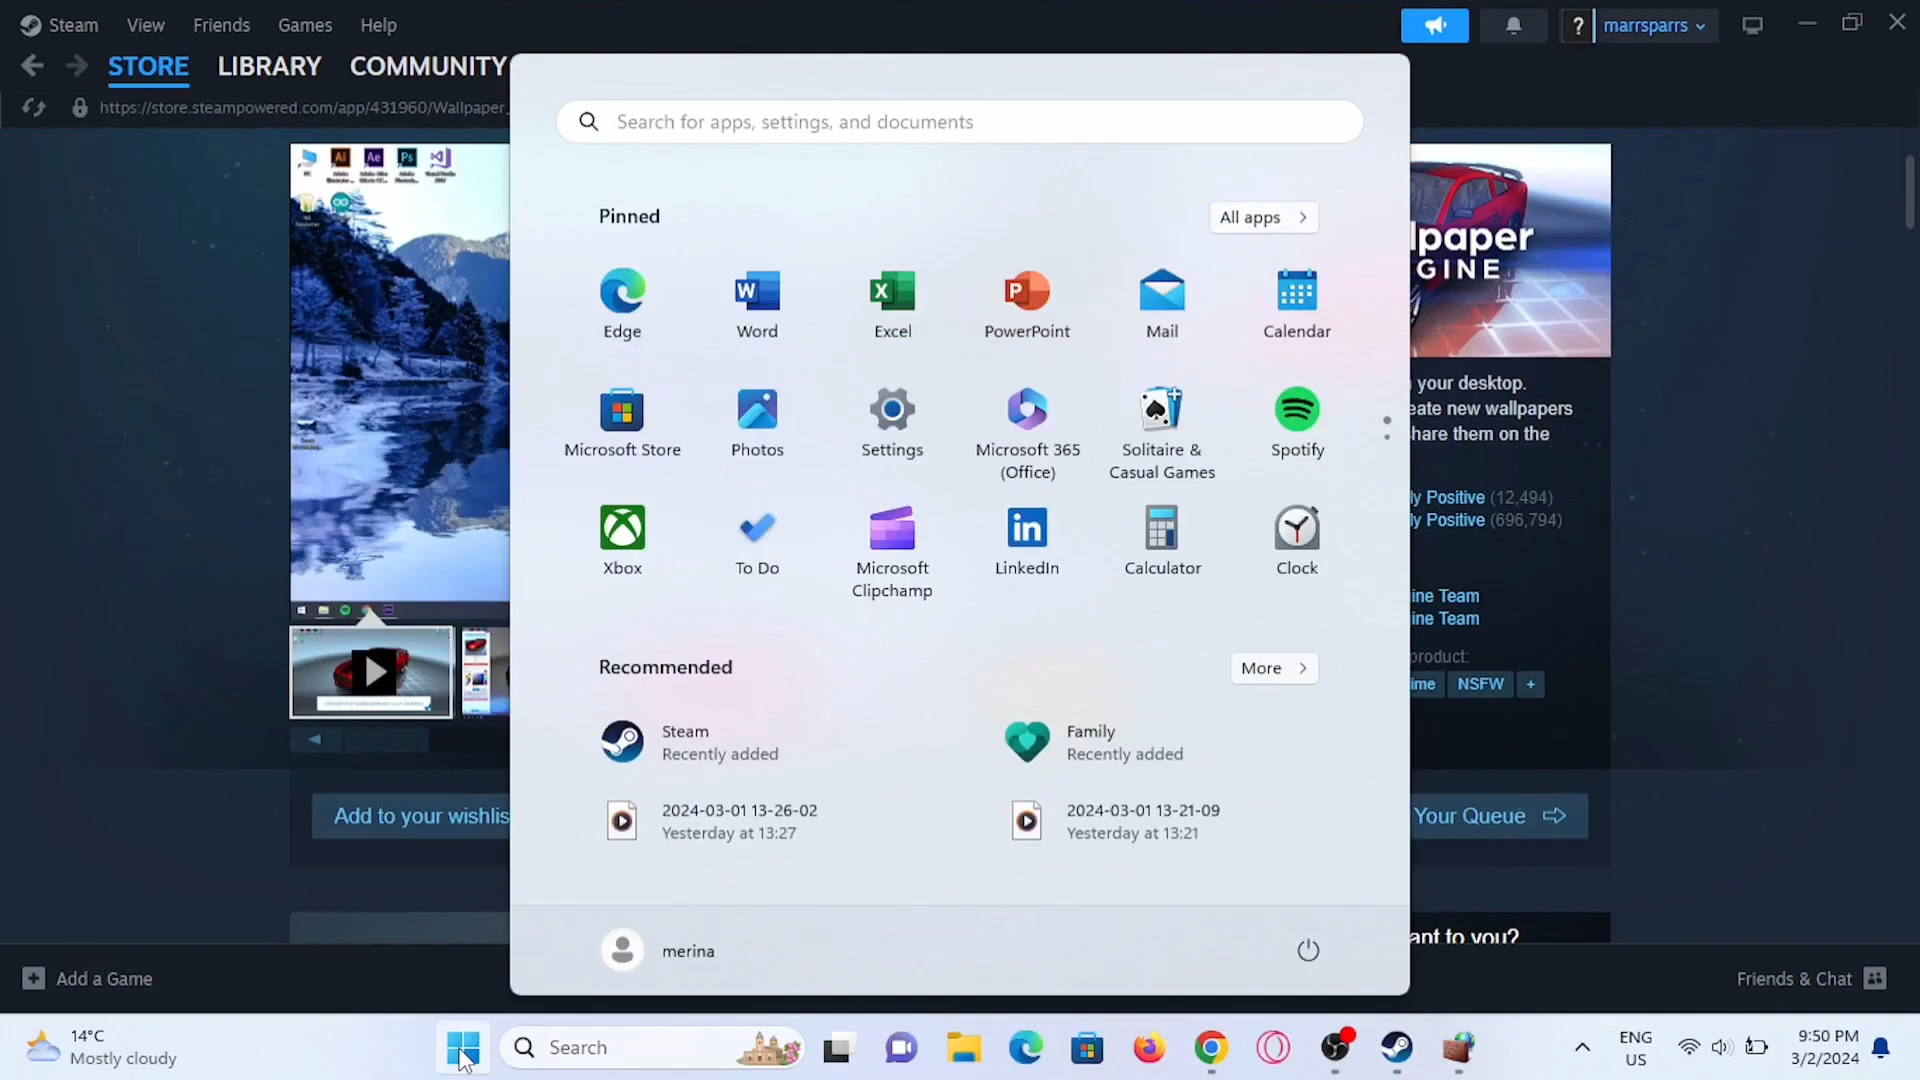 Steam View Friends Games Help
? marrsparrs
STORE LIBRARY COMMUNITY
https://store.steampowered.com/app/431960/Wallpaper_
Search for apps, settings, and documents
Pinned
All apps
Edge Word Excel PowerPoint Mail Calendar
Microsoft Store Photos Settings Microsoft 365 (Office) Solitaire & Casual Games Spotify
Xbox To Do Microsoft Clipchamp LinkedIn Calculator Clock
lpaper
GINE
your desktop.
eate new wallpapers
hare them on the
ly Positive (12,494)
ly Positive (696,794)
ine Team
ine Team
product:
ime NSFW +
Recommended
More
Steam
Recently added
Family
Recently added
2024-03-01 13-26-02
Yesterday at 13:27
2024-03-01 13-21-09
Yesterday at 13:21
Add to your wishlis
Your Queue
ant to you?
merina
Add a Game
Friends & Chat
14°C
Mostly cloudy
Search
ENG
US
9:50 PM
3/2/2024